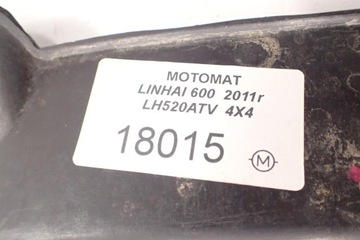 MOTOMAT
LINHAI 600 2011r
LH520ATV 4X4
18015
M